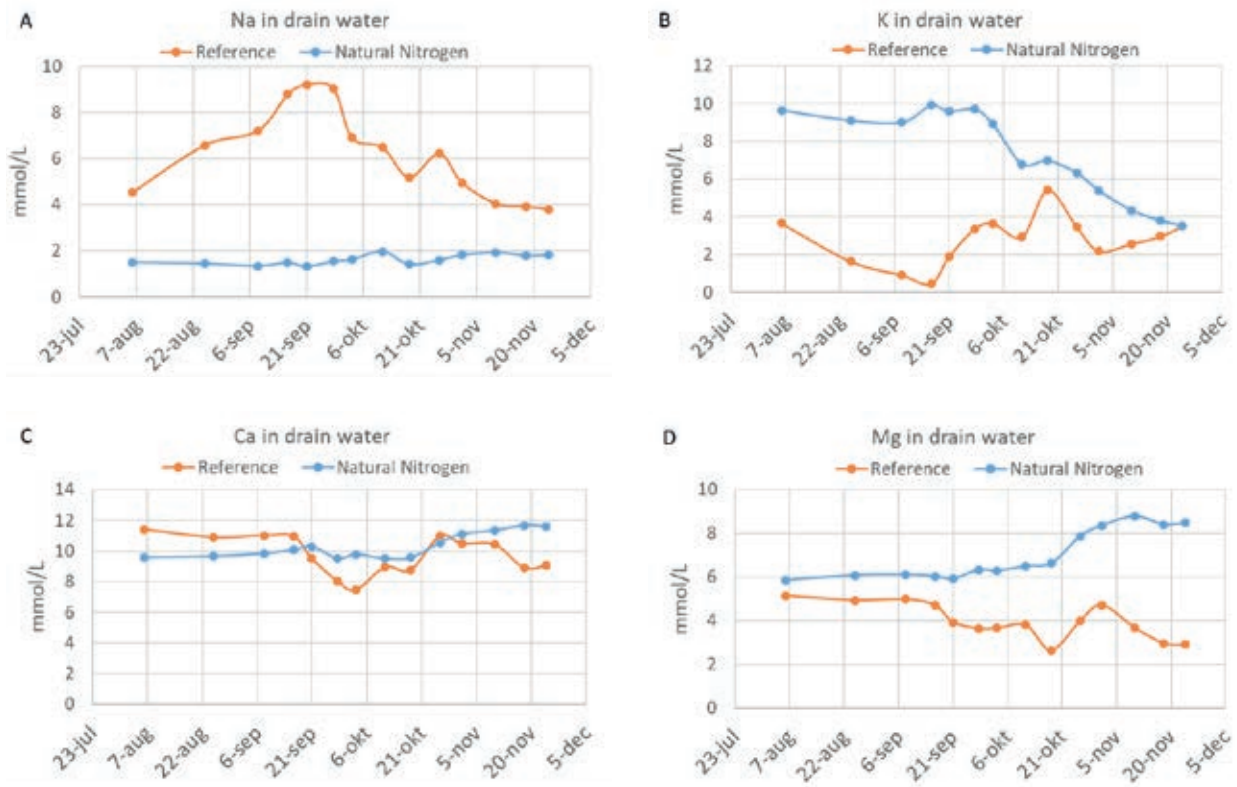 A
Na in drain water
Reference Natural Nitrogen
10
8
6
4
2
0
mmol/L
23-jul 7-aug 22-aug 6-sep 21-sep 6-okt 21-okt 5-nov 20-nov 5-dec
B
K in drain water
Reference Natural Nitrogen
12
10
8
6
4
2
0
mmol/L
23-jul 7-aug 22-aug 6-sep 21-sep 6-okt 21-okt 5-nov 20-nov 5-dec
C
Ca in drain water
Reference Natural Nitrogen
14
12
10
8
6
4
2
0
mmol/L
23-jul 7-aug 22-aug 6-sep 21-sep 6-okt 21-okt 5-nov 20-nov 5-dec
D
Mg in drain water
Reference Natural Nitrogen
10
8
6
4
2
0
mmol/L
23-jul 7-aug 22-aug 6-sep 21-sep 6-okt 21-okt 5-nov 20-nov 5-dec